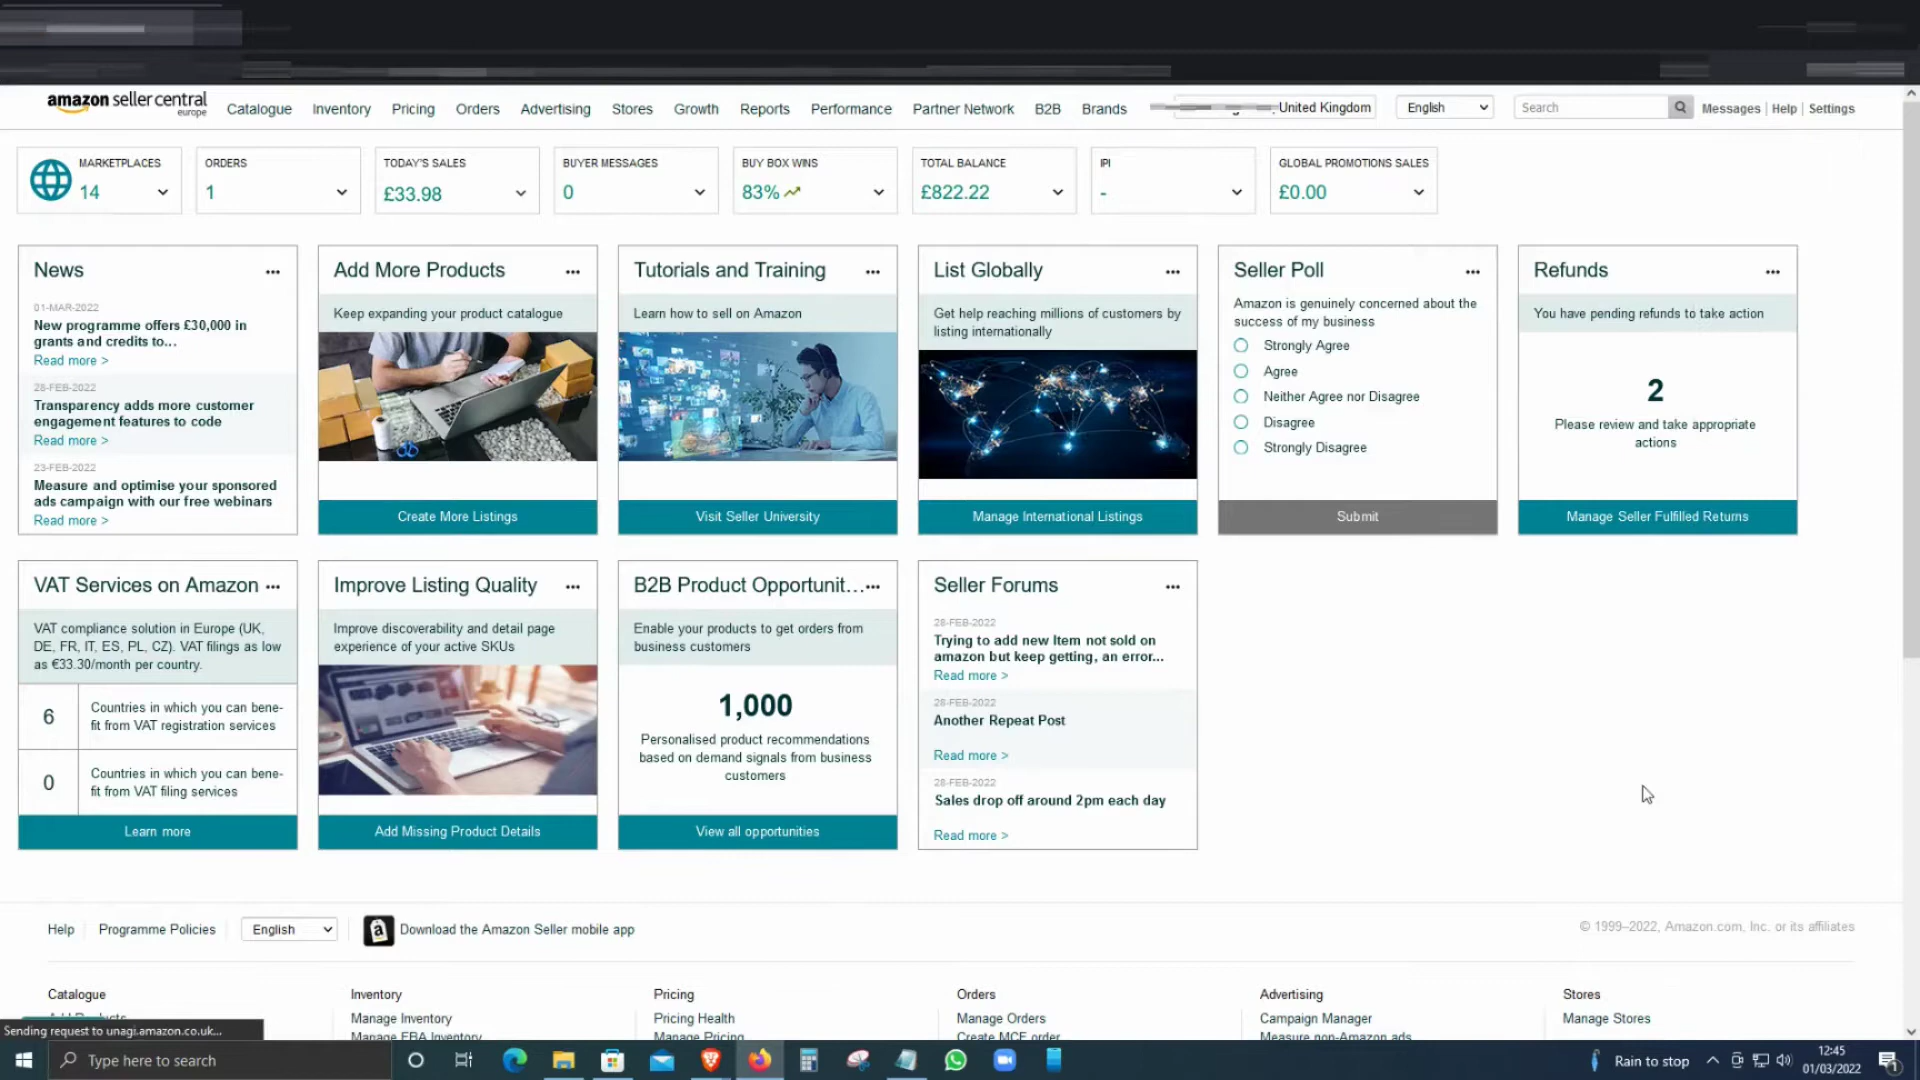 amazon seller central
europe
Catalogue Inventory Pricing Orders Advertising Stores Growth Reports Performance Partner Network B2B Brands
United Kingdom
English
Search
Messages | Help | Settings
MARKETPLACES
14
ORDERS
1
TODAY'S SALES
£33.98
BUYER MESSAGES
0
BUY BOX WINS
83%
TOTAL BALANCE
£822.22
IPI
-
GLOBAL PROMOTIONS SALES
£0.00
News
01-MAR-2022
New programme offers £30,000 in
grants and credits to...
Read more >
28-FEB-2022
Transparency adds more customer
engagement features to code
Read more >
23-FEB-2022
Measure and optimise your sponsored
ads campaign with our free webinars
Read more >
Add More Products
Keep expanding your product catalogue
Create More Listings
Tutorials and Training
Learn how to sell on Amazon
Visit Seller University
List Globally
Get help reaching millions of customers by
listing internationally
Manage International Listings
Seller Poll
Amazon is genuinely concerned about the
success of my business
Strongly Agree
Agree
Neither Agree nor Disagree
Disagree
Strongly Disagree
Submit
Refunds
You have pending refunds to take action
2
Please review and take appropriate
actions
Manage Seller Fulfilled Returns
VAT Services on Amazon
VAT compliance solution in Europe (UK,
DE, FR, IT, ES, PL, CZ). VAT filings as low
as €33.30/month per country.
6
Countries in which you can bene-
fit from VAT registration services
0
Countries in which you can bene-
fit from VAT filing services
Learn more
Improve Listing Quality
Improve discoverability and detail page
experience of your active SKUs
Add Missing Product Details
B2B Product Opportunit...
Enable your products to get orders from
business customers
1,000
Personalised product recommendations
based on demand signals from business
customers
View all opportunities
Seller Forums
28-FEB-2022
Trying to add new Item not sold on
amazon but keep getting, an error...
Read more >
28-FEB-2022
Another Repeat Post
Read more >
28-FEB-2022
Sales drop off around 2pm each day
Read more >
Help
Programme Policies
English
Download the Amazon Seller mobile app
© 1999–2022, Amazon.com, Inc. or its affiliates
Catalogue
Inventory
Manage Inventory
Manage FBA Inventory
Pricing
Pricing Health
Manage Pricing
Orders
Manage Orders
Create MCF order
Advertising
Campaign Manager
Measure non-Amazon ads
Stores
Manage Stores
Sending request to unagi.amazon.co.uk...
Type here to search
Rain to stop
12:45
01/03/2022
1